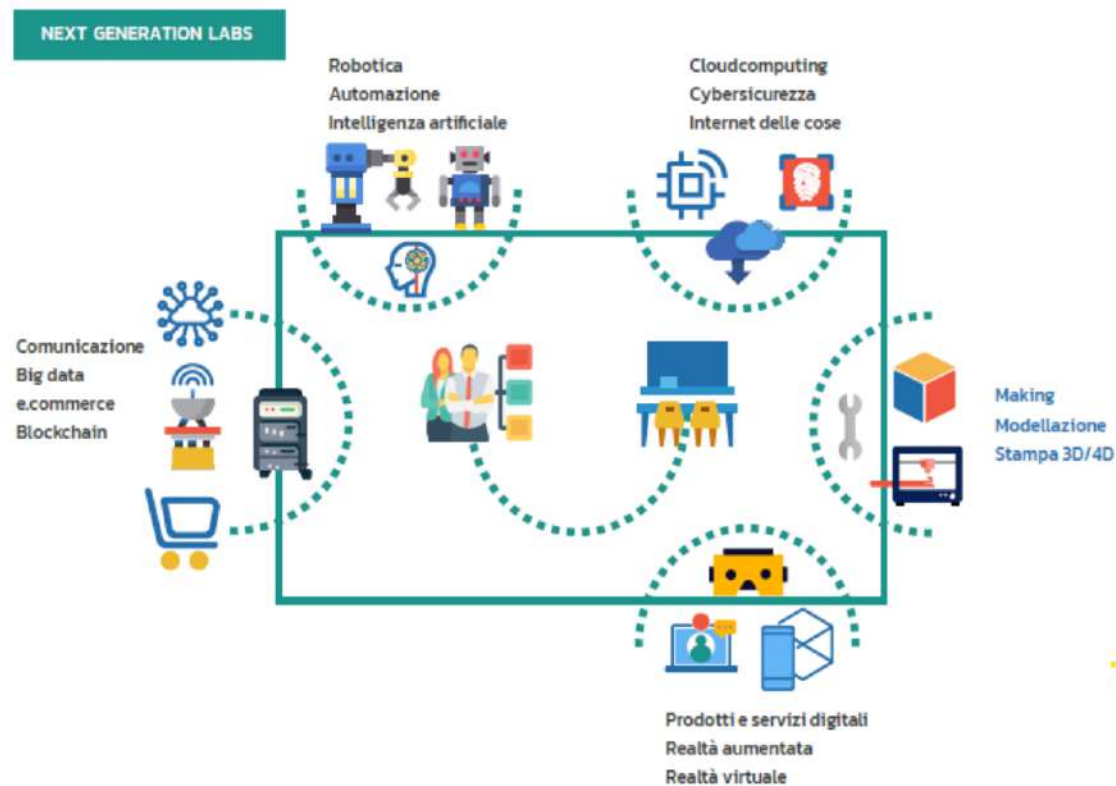 NEXT GENERATION LABS
Robotica
Automazione
Intelligenza artificiale
Cloudcomputing
Cybersicurezza
Internet delle cose
Comunicazione
Big data
e.commerce
Blockchain
Making
Modellazione
Stampa 3D/4D
Prodotti e servizi digitali
Realtà aumentata
Realtà virtuale